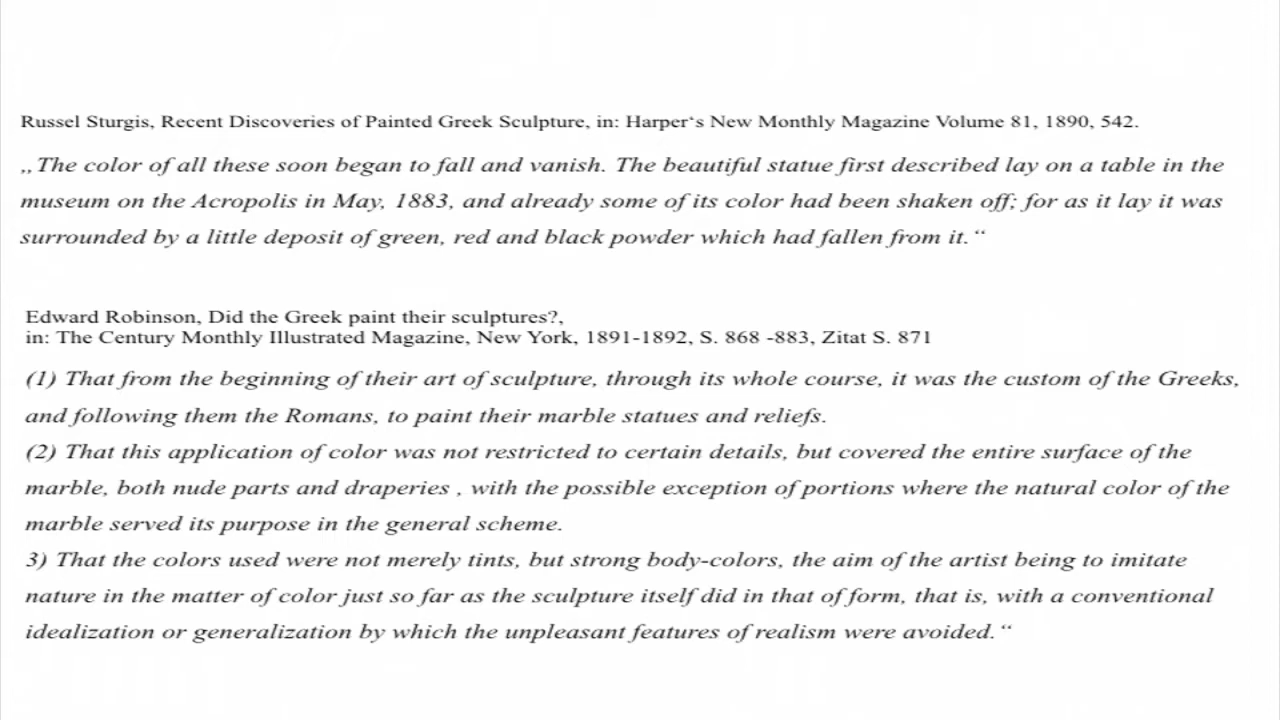 Russel Sturgis, Recent Discoveries of Painted Greek Sculpture, in: Harper‘s New Monthly Magazine Volume 81, 1890, 542.
„The color of all these soon began to fall and vanish. The beautiful statue first described lay on a table in the
museum on the Acropolis in May, 1883, and already some of its color had been shaken off; for as it lay it was
surrounded by a little deposit of green, red and black powder which had fallen from it.“
Edward Robinson, Did the Greek paint their sculptures?,
in: The Century Monthly Illustrated Magazine, New York, 1891-1892, S. 868 -883, Zitat S. 871
(1) That from the beginning of their art of sculpture, through its whole course, it was the custom of the Greeks,
and following them the Romans, to paint their marble statues and reliefs.
(2) That this application of color was not restricted to certain details, but covered the entire surface of the
marble, both nude parts and draperies , with the possible exception of portions where the natural color of the
marble served its purpose in the general scheme.
3) That the colors used were not merely tints, but strong body-colors, the aim of the artist being to imitate
nature in the matter of color just so far as the sculpture itself did in that of form, that is, with a conventional
idealization or generalization by which the unpleasant features of realism were avoided.“